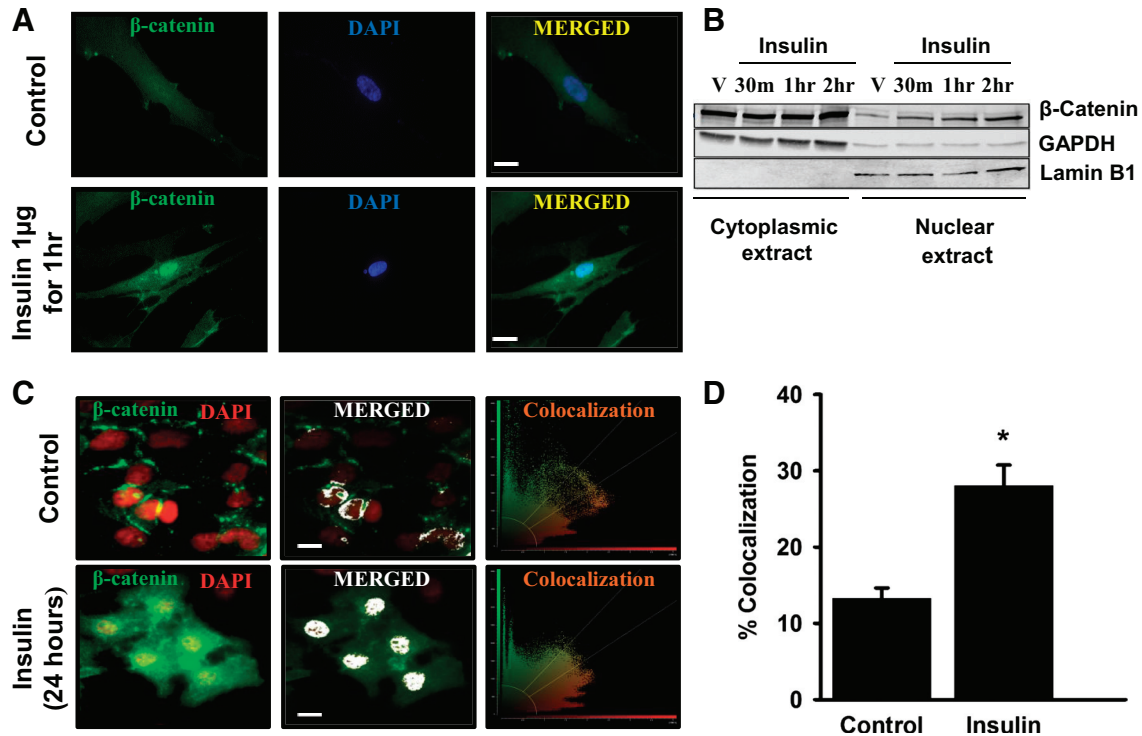 A
β-catenin
DAPI
MERGED
Control
β-catenin
DAPI
MERGED
Insulin 1µg
for 1hr
B
Insulin
Insulin
V 30m 1hr 2hr
V 30m 1hr 2hr
β-Catenin
GAPDH
Lamin B1
Cytoplasmic
extract
Nuclear
extract
C
β-catenin DAPI
MERGED
Colocalization
Control
β-catenin DAPI
MERGED
Colocalization
Insulin
(24 hours)
D
% Colocalization
40
30
20
10
0
*
Control
Insulin